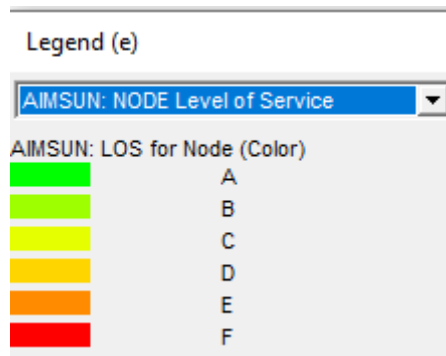 Legend (e)
AIMSUN: NODE Level of Service
AIMSUN: LOS for Node (Color)
A
B
C
D
E
F